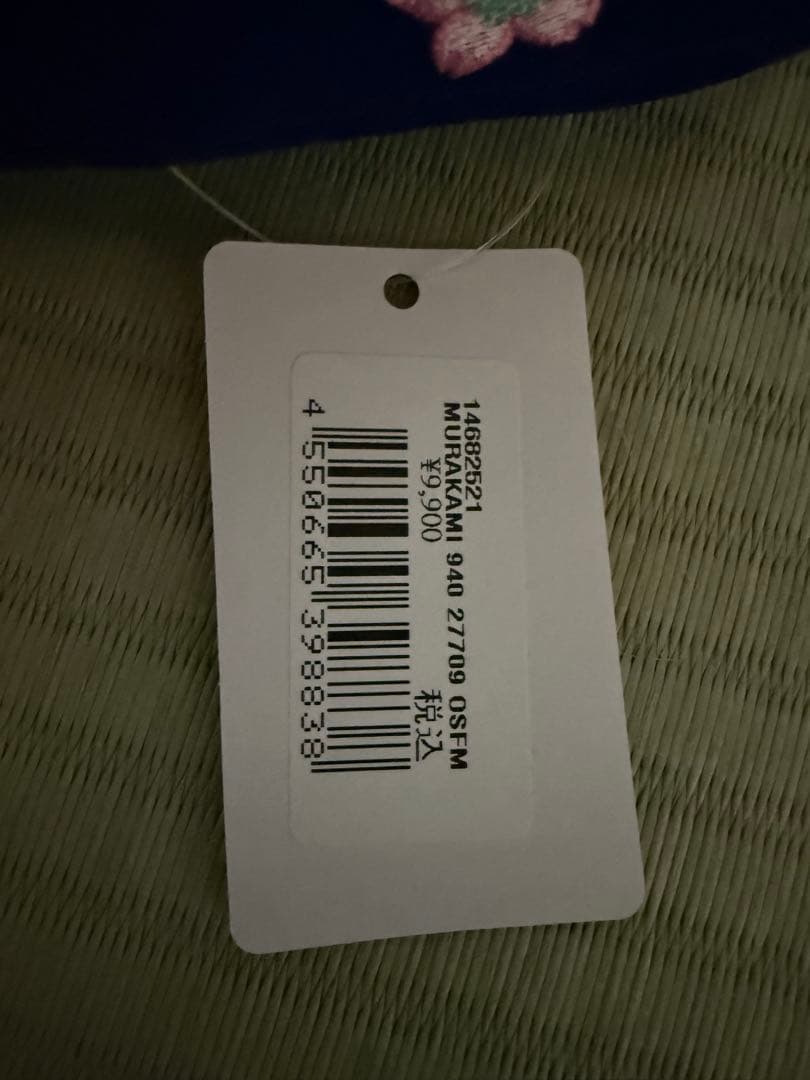 14682521
MURAKAMI 940 27709 OSFM
¥9,900 税込
4 550665 398838